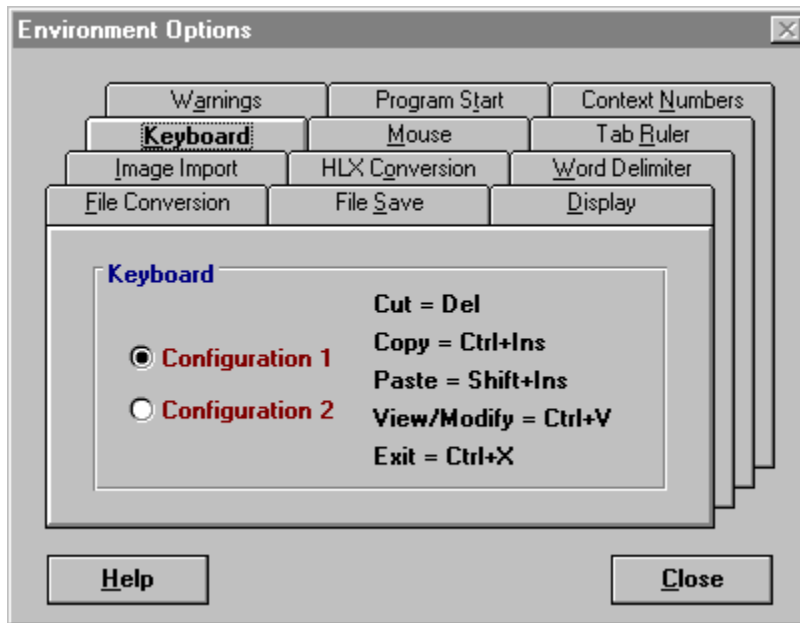 Environment Options
Warnings Program Start Context Numbers
Keyboard Mouse Tab Ruler
Image Import HLX Conversion Word Delimiter
File Conversion File Save Display
Keyboard
Cut = Del
Copy = Ctrl+Ins
Configuration 1
Paste = Shift+Ins
Configuration 2
View/Modify = Ctrl+V
Exit = Ctrl+X
Help Close